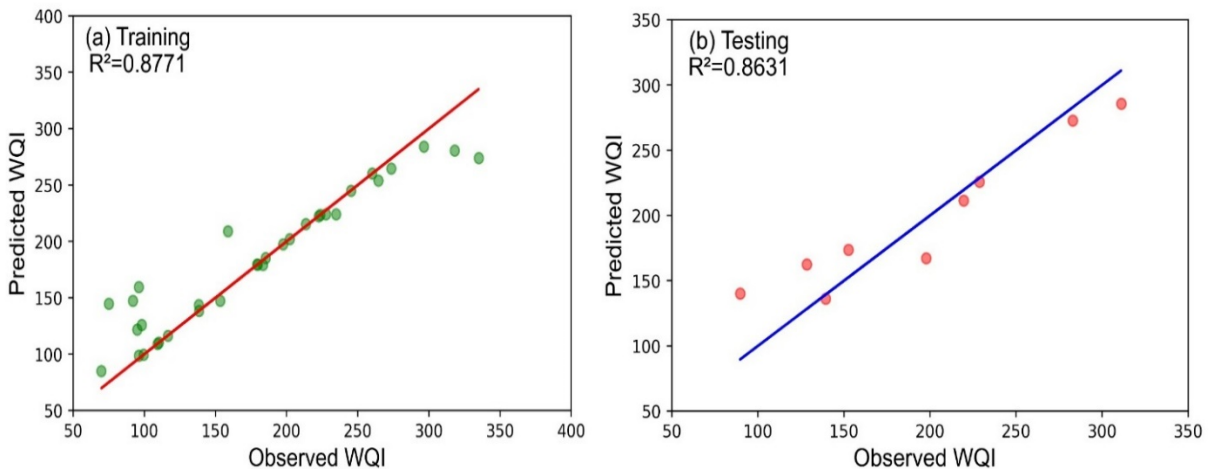 (a) Training
R²=0.8771
400
350
300
250
200
150
100
50
Predicted WQI
50 100 150 200 250 300 350 400
Observed WQI
(b) Testing
R²=0.8631
350
300
250
200
150
100
50
Predicted WQI
50 100 150 200 250 300 350
Observed WQI